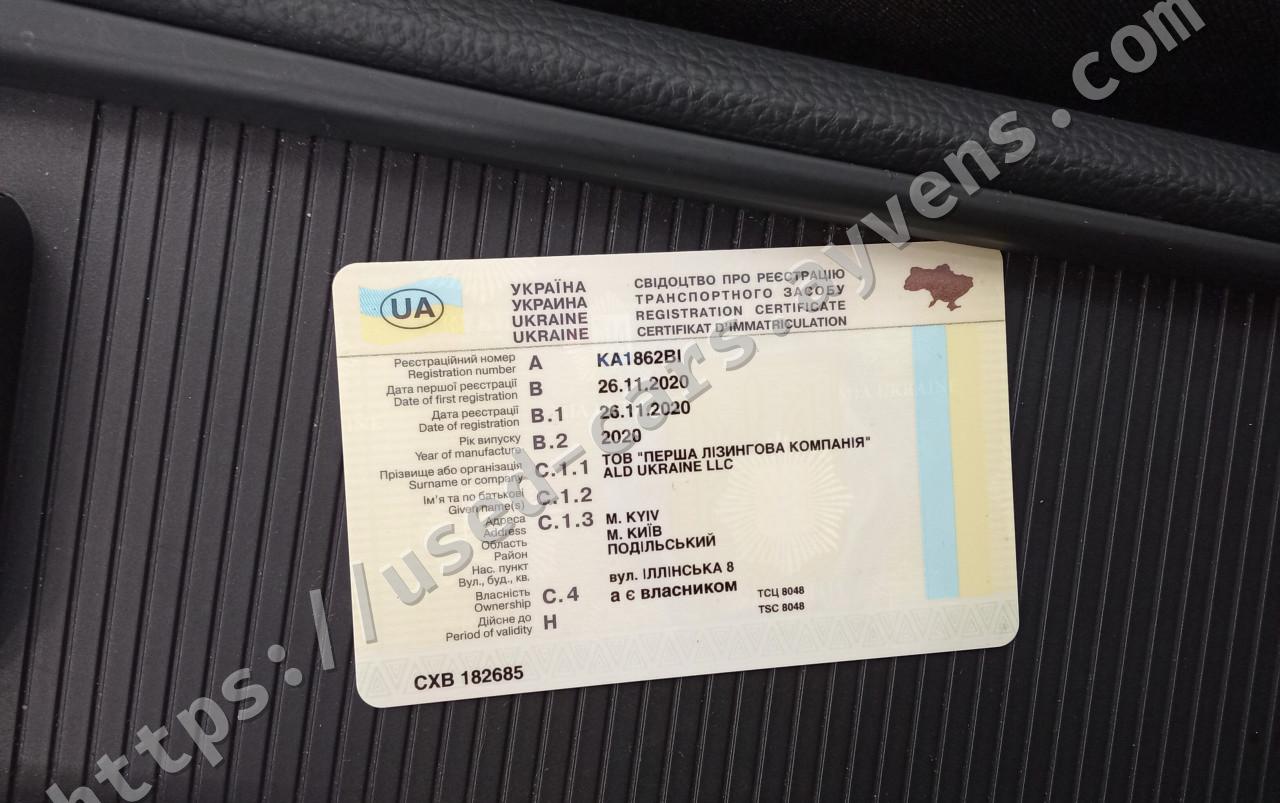 UA
УКРАЇНА
УКРАИНА
UKRAINE
UKRAINE
СВІДОЦТВО ПРО РЕЄСТРАЦІЮ
ТРАНСПОРТНОГО ЗАСОБУ
REGISTRATION CERTIFICATE
CERTIFIKAT D'IMMATRICULATION
Реєстраційний номер A KA1862BI
Registration number
Дата першої реєстрації B 26.11.2020
Date of first registration
Дата реєстрації B.1 26.11.2020
Date of registration
Рік випуску B.2 2020
Year of manufacture
Прізвище або організація C.1.1 ТОВ "ПЕРША ЛІЗИНГОВА КОМПАНІЯ"
Surname or company ALD UKRAINE LLC
Ім'я та по батькові C.1.2
Given name(s)
Адреса C.1.3 М. KYIV
Address М. КИЇВ
Область ПОДІЛЬСЬКИЙ
Район
Нас. пункт
Вул., буд., кв. вул. ІЛЛІНСЬКА 8
Власність C.4 а є власником ТСЦ 8048
Ownership TSC 8048
Дійсне до H
Period of validity
СХВ 182685
https://used-cars.ayvens.com